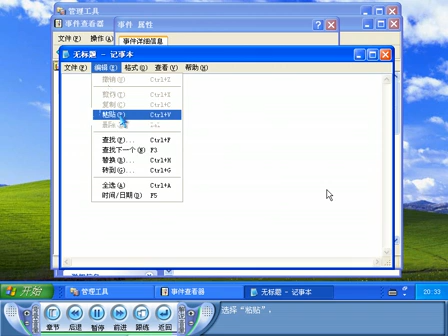 管理工具
事件查看器
事件 属性
文件(F) 操作(A)
事件详细信息
无标题 - 记事本
文件(F) 编辑(E) 格式(O) 查看(V) 帮助(H)
撤销(U) Ctrl+Z
剪切(T) Ctrl+X
复制(C) Ctrl+C
粘贴(P) Ctrl+V
删除
查找(F)... Ctrl+F
查找下一个(N) F3
替换(R)... Ctrl+H
转到(G)... Ctrl+G
全选(A) Ctrl+A
时间/日期(D) F5
开始 管理工具 事件查看器 无标题 - 记事本 20:33
章节 后退 暂停 前进 跟练 返回
选择“粘贴”,